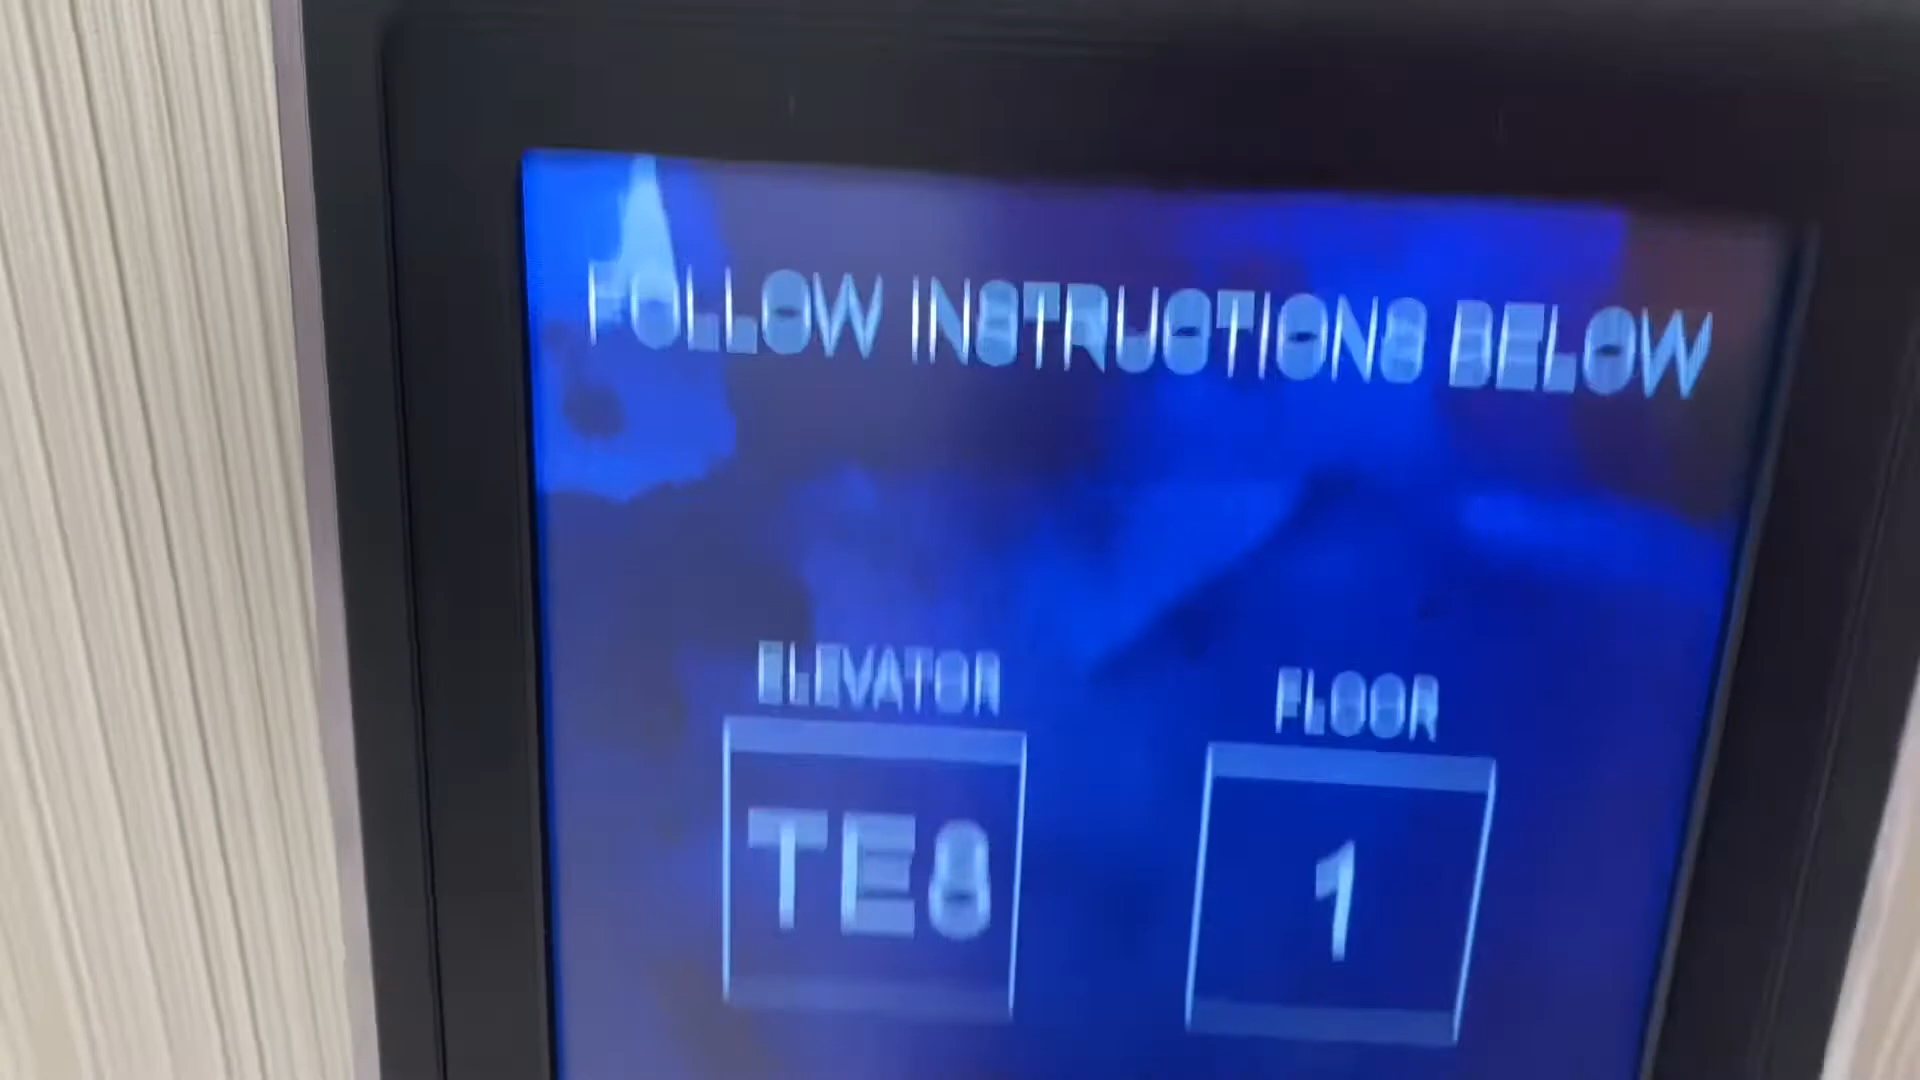 FOLLOW INSTRUCTIONS BELOW
ELEVATOR
FLOOR
TE8
1